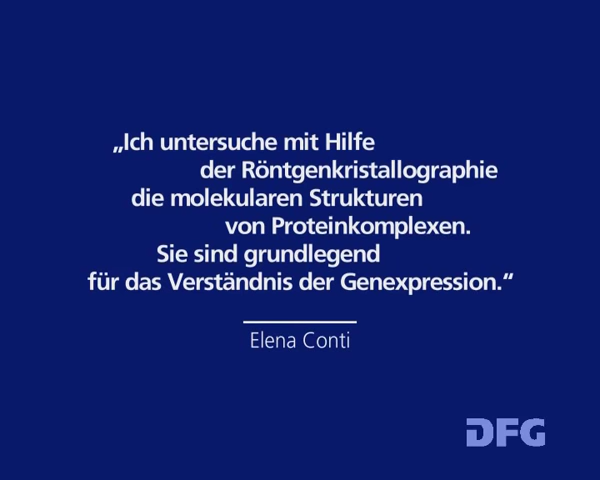 „Ich untersuche mit Hilfe
der Röntgenkristallographie
die molekularen Strukturen
von Proteinkomplexen.
Sie sind grundlegend
für das Verständnis der Genexpression.“
Elena Conti
DFG